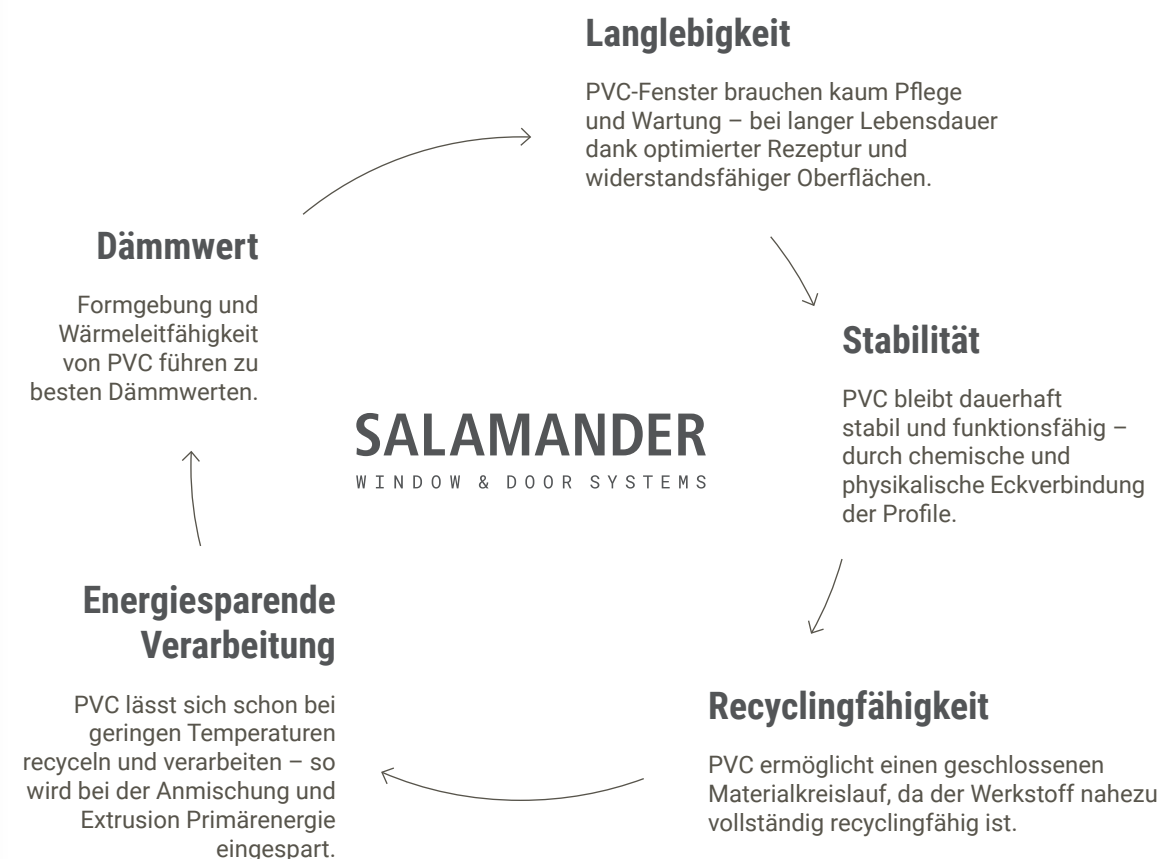 Langlebigkeit
PVC-Fenster brauchen kaum Pflege
und Wartung – bei langer Lebensdauer
dank optimierter Rezeptur und
widerstandsfähiger Oberflächen.
Stabilität
PVC bleibt dauerhaft
stabil und funktionsfähig –
durch chemische und
physikalische Eckverbindung
der Profile.
Recyclingfähigkeit
PVC ermöglicht einen geschlossenen
Materialkreislauf, da der Werkstoff nahezu
vollständig recyclingfähig ist.
Energiesparende
Verarbeitung
PVC lässt sich schon bei
geringen Temperaturen
recyceln und verarbeiten – so
wird bei der Anmischung und
Extrusion Primärenergie
eingespart.
Dämmwert
Formgebung und
Wärmeleitfähigkeit
von PVC führen zu
besten Dämmwerten.
SALAMANDER
WINDOW & DOOR SYSTEMS